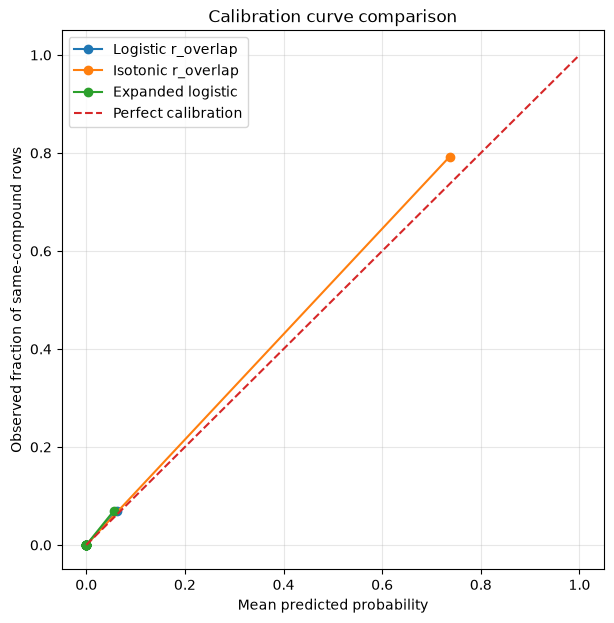 Calibration curve comparison
Logistic r_overlap
Isotonic r_overlap
Expanded logistic
Perfect calibration
1.0
0.8
0.6
0.4
0.2
0.0
Observed fraction of same-compound rows
0.0 0.2 0.4 0.6 0.8 1.0
Mean predicted probability